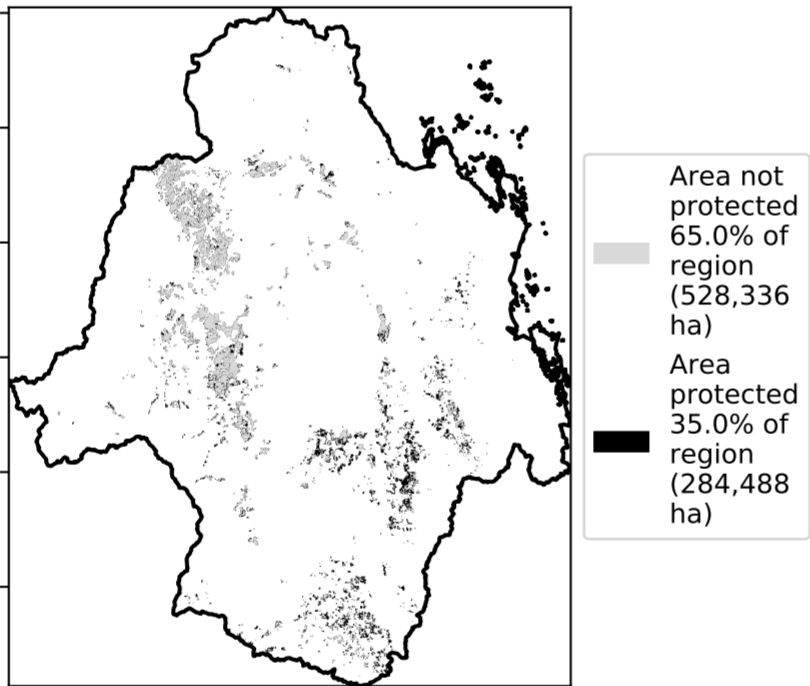 Area not
protected
65.0% of
region
(528,336
ha)
Area
protected
35.0% of
region
(284,488
ha)